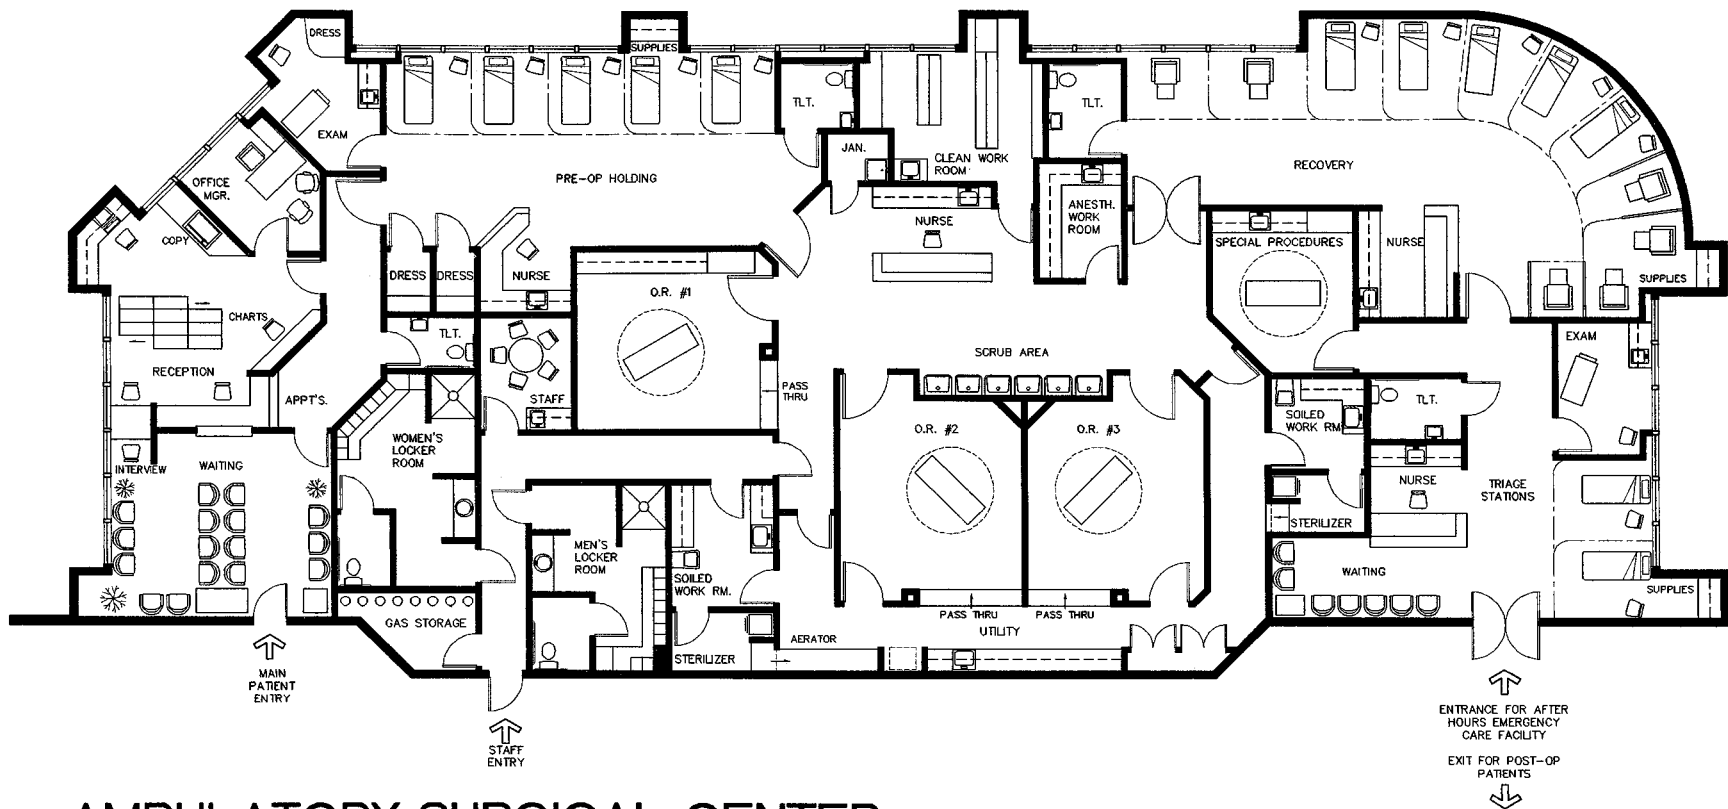 DRESS
SUPPLIES
EXAM
TLT.
TLT.
JAN.
CLEAN WORK
ROOM
RECOVERY
OFFICE
MGR.
PRE-OP HOLDING
ANESTH.
WORK
ROOM
NURSE
COPY
SPECIAL PROCEDURES
NURSE
DRESS
DRESS
NURSE
SUPPLIES
O.R. #1
CHARTS
TLT.
EXAM
SCRUB AREA
RECEPTION
PASS
THRU
APPT'S.
STAFF
TLT.
SOILED
WORK RM
O.R. #2
O.R. #3
WOMEN'S
LOCKER
ROOM
INTERVIEW
WAITING
NURSE
TRIAGE
STATIONS
STERILIZER
MEN'S
LOCKER
ROOM
SOILED
WORK RM.
WAITING
SUPPLIES
GAS STORAGE
PASS THRU
PASS THRU
UTILITY
AERATOR
STERILIZER
MAIN
PATIENT
ENTRY
STAFF
ENTRY
ENTRANCE FOR AFTER
HOURS EMERGENCY
CARE FACILITY
EXIT FOR POST-OP
PATIENTS
AMBULATORY SURGICAL CENTER